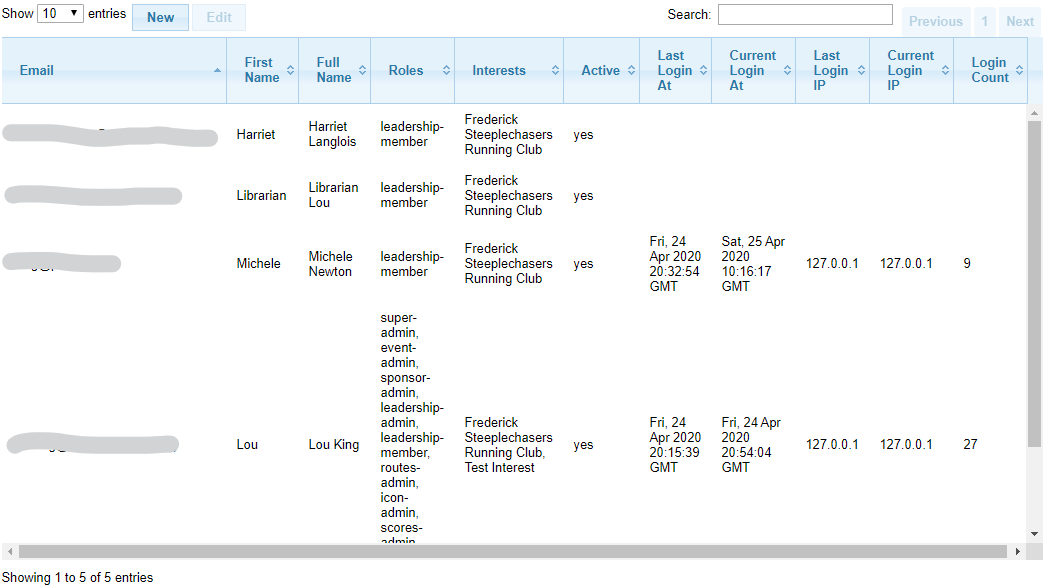 Show 10 entries New Edit Search: Previous 1 Next
Email First Name Full Name Roles Interests Active Last Login At Current Login At Last Login IP Current Login IP Login Count
Harriet Harriet Langlois leadership-member Frederick Steeplechasers Running Club yes
Librarian Librarian Lou leadership-member Frederick Steeplechasers Running Club yes
Michele Michele Newton leadership-member Frederick Steeplechasers Running Club yes Fri, 24 Apr 2020 20:32:54 GMT Sat, 25 Apr 2020 10:16:17 GMT 127.0.0.1 127.0.0.1 9
Lou Lou King super-admin, event-admin, sponsor-admin, leadership-admin, leadership-member, routes-admin, icon-admin, scores-admin Frederick Steeplechasers Running Club, Test Interest yes Fri, 24 Apr 2020 20:15:39 GMT Fri, 24 Apr 2020 20:54:04 GMT 127.0.0.1 127.0.0.1 27
Showing 1 to 5 of 5 entries